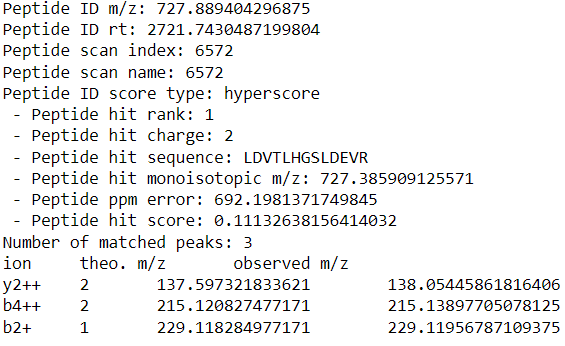 Peptide ID m/z: 727.889404296875
Peptide ID rt: 2721.7430487199804
Peptide scan index: 6572
Peptide scan name: 6572
Peptide ID score type: hyperscore
- Peptide hit rank: 1
- Peptide hit charge: 2
- Peptide hit sequence: LDVTLHGSLDEVR
- Peptide hit monoisotopic m/z: 727.385909125571
- Peptide ppm error: 692.1981371749845
- Peptide hit score: 0.11132638156414032
Number of matched peaks: 3
ion theo. m/z observed m/z
y2++ 2 137.597321833621 138.05445861816406
b4++ 2 215.120827477171 215.13897705078125
b2+ 1 229.118284977171 229.11956787109375